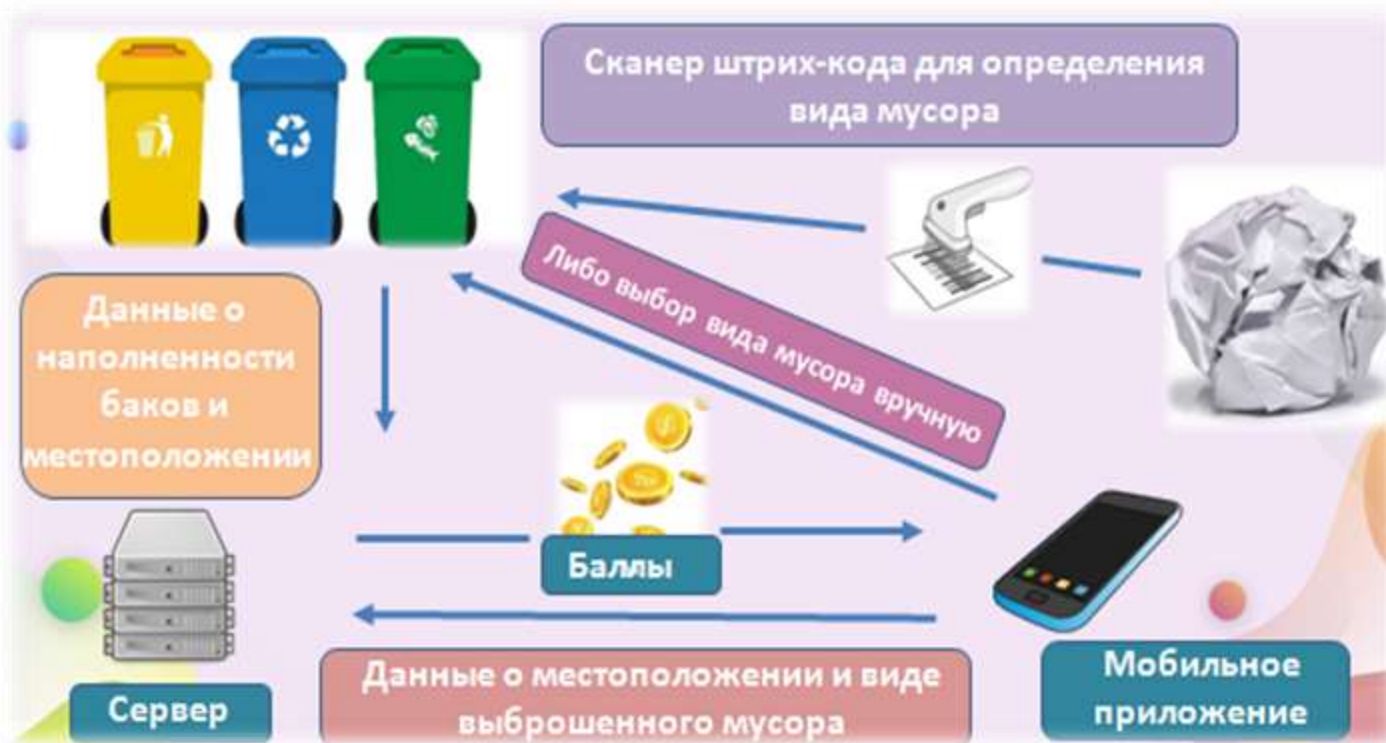 Сканер штрих-кода для определения
вида мусора
Либо выбор вида мусора вручную
Данные о
наполненности
баков и
местоположении
Баллы
Данные о местоположении и виде
выброшенного мусора
Сервер
Мобильное
приложение